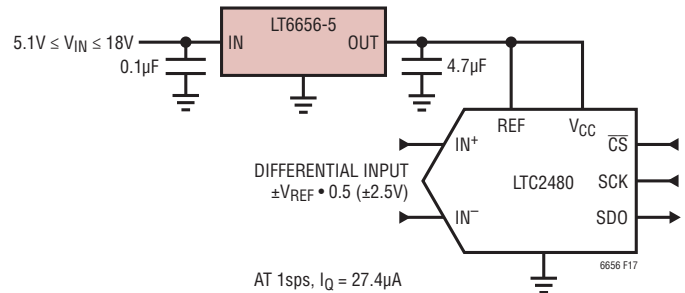 LT6656-5
5.1V ≤ VIN ≤ 18V
IN
OUT
0.1µF
4.7µF
REF
VCC
IN+
CS
DIFFERENTIAL INPUT
±VREF • 0.5 (±2.5V)
LTC2480
SCK
IN–
SDO
6656 F17
AT 1sps, IQ = 27.4µA